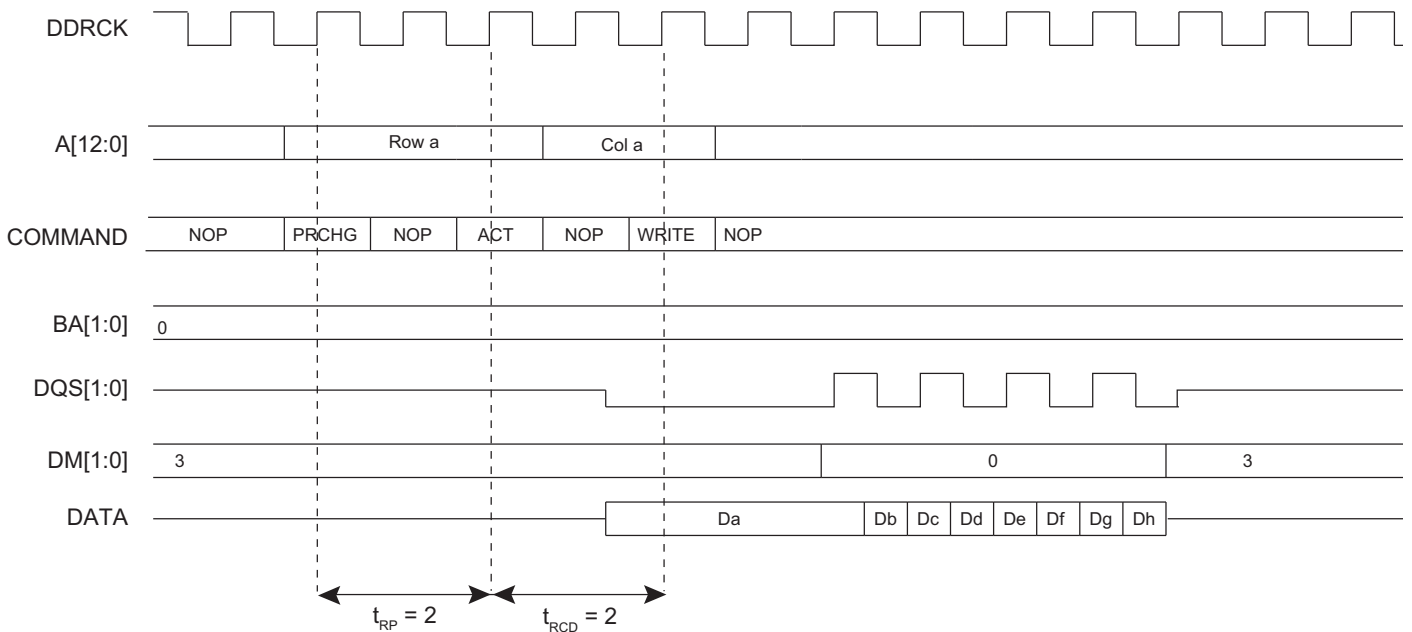 DDRCK
A[12:0] Row a Col a
COMMAND NOP PRCHG NOP ACT NOP WRITE NOP
BA[1:0] 0
DQS[1:0]
DM[1:0] 3 0 3
DATA Da Db Dc Dd De Df Dg Dh
tRP = 2 tRCD = 2